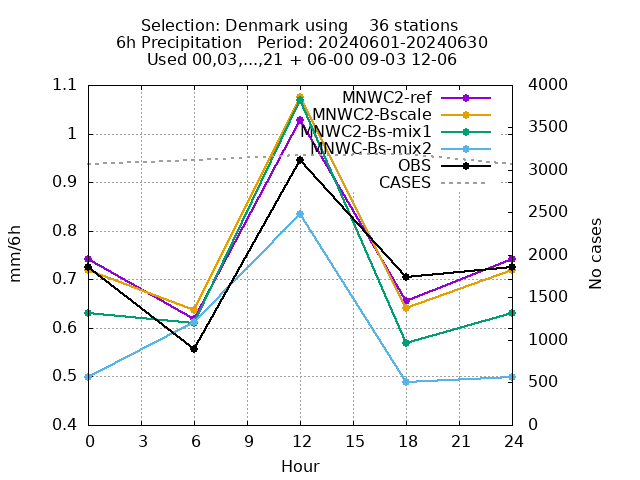 Selection: Denmark using    36 stations
6h Precipitation   Period: 20240601-20240630
Used 00,03,...,21 + 06-00 09-03 12-06
MNWC2-ref
MNWC2-Bscale
MNWC2-Bs-mix1
MNWC-Bs-mix2
OBS
CASES
1.1
1
0.9
0.8
0.7
0.6
0.5
0.4
mm/6h
4000
3500
3000
2500
2000
1500
1000
500
0
No cases
0 3 6 9 12 15 18 21 24
Hour